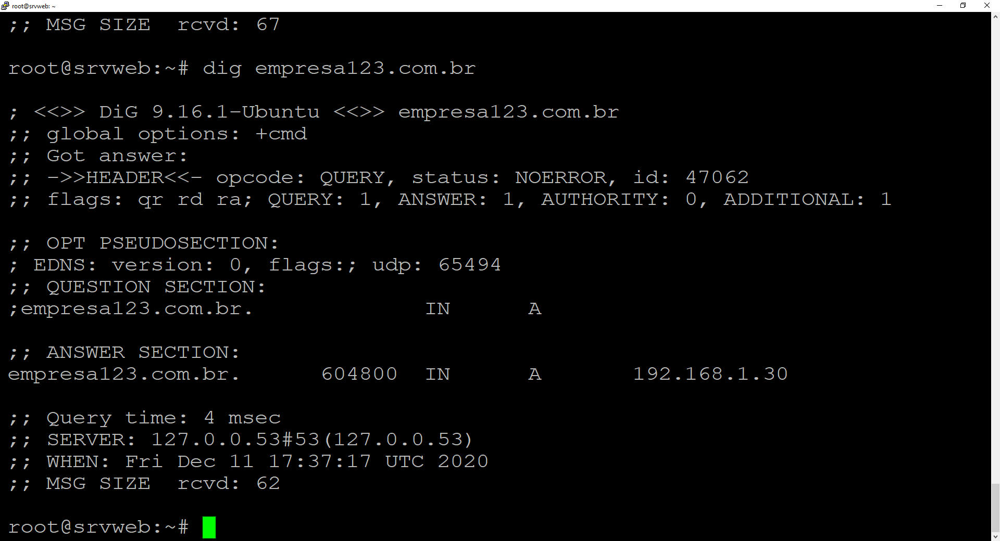 root@srvweb: ~
;; MSG SIZE  rcvd: 67
root@srvweb:~# dig empresa123.com.br
; <<>> DiG 9.16.1-Ubuntu <<>> empresa123.com.br
;; global options: +cmd
;; Got answer:
;; ->>HEADER<<- opcode: QUERY, status: NOERROR, id: 47062
;; flags: qr rd ra; QUERY: 1, ANSWER: 1, AUTHORITY: 0, ADDITIONAL: 1
;; OPT PSEUDOSECTION:
; EDNS: version: 0, flags:; udp: 65494
;; QUESTION SECTION:
;empresa123.com.br.		IN	A
;; ANSWER SECTION:
empresa123.com.br.	604800	IN	A	192.168.1.30
;; Query time: 4 msec
;; SERVER: 127.0.0.53#53(127.0.0.53)
;; WHEN: Fri Dec 11 17:37:17 UTC 2020
;; MSG SIZE  rcvd: 62
root@srvweb:~#